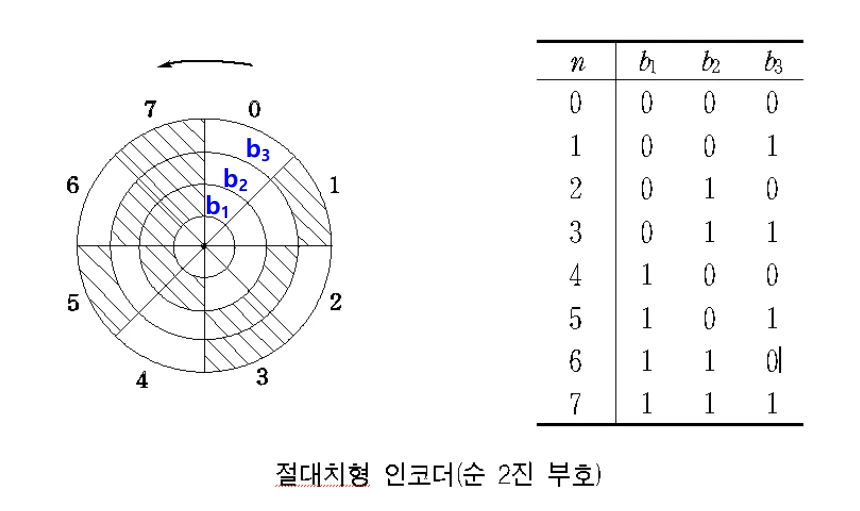 7 0
b₃
6 b₂ 1
b₁
5 2
4 3
n b₁ b₂ b₃
0 0 0 0
1 0 0 1
2 0 1 0
3 0 1 1
4 1 0 0
5 1 0 1
6 1 1 0
7 1 1 1
절대치형 인코더(순 2진 부호)